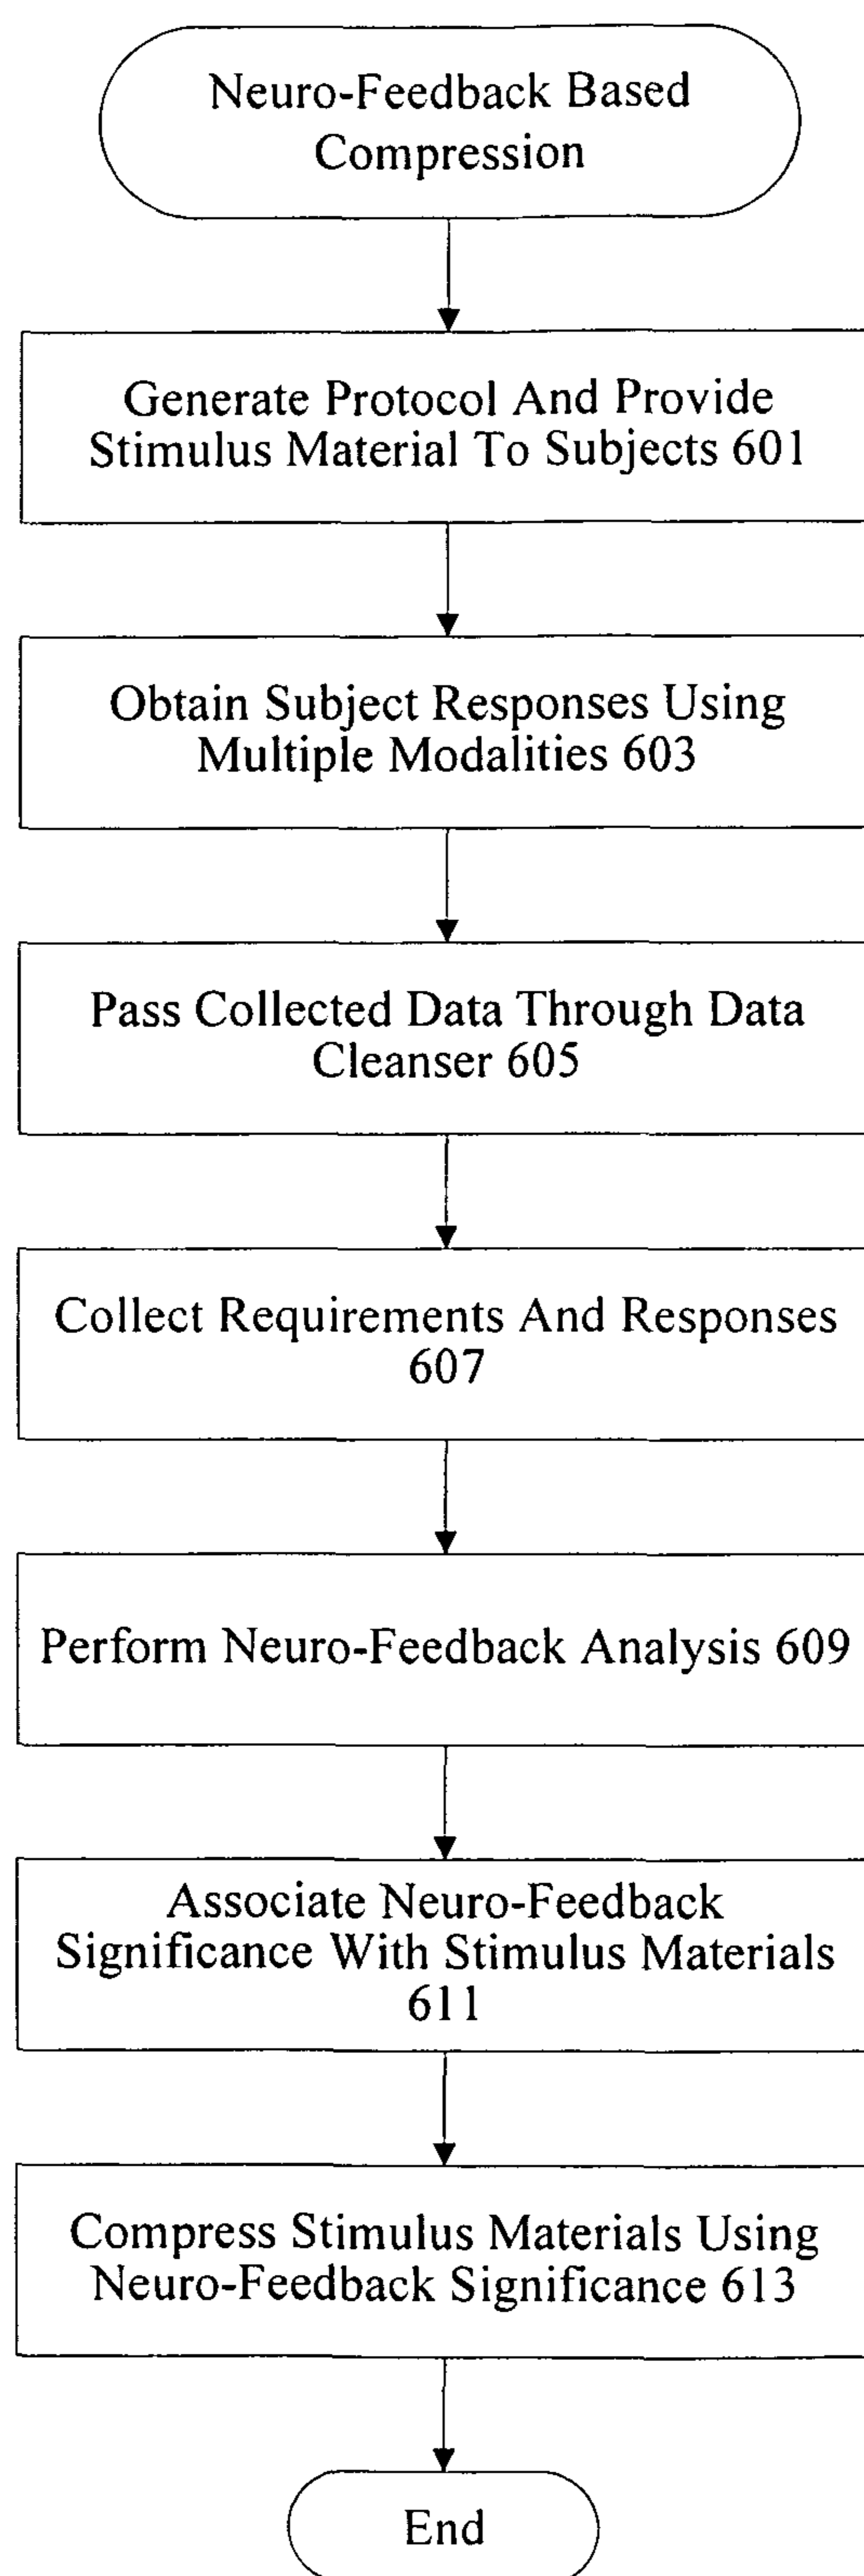 Neuro-Feedback Based
Compression
Generate Protocol And Provide
Stimulus Material To Subjects 601
Obtain Subject Responses Using
Multiple Modalities 603
Pass Collected Data Through Data
Cleanser 605
Collect Requirements And Responses
607
Perform Neuro-Feedback Analysis 609
Associate Neuro-Feedback
Significance With Stimulus Materials
611
Compress Stimulus Materials Using
Neuro-Feedback Significance 613
End